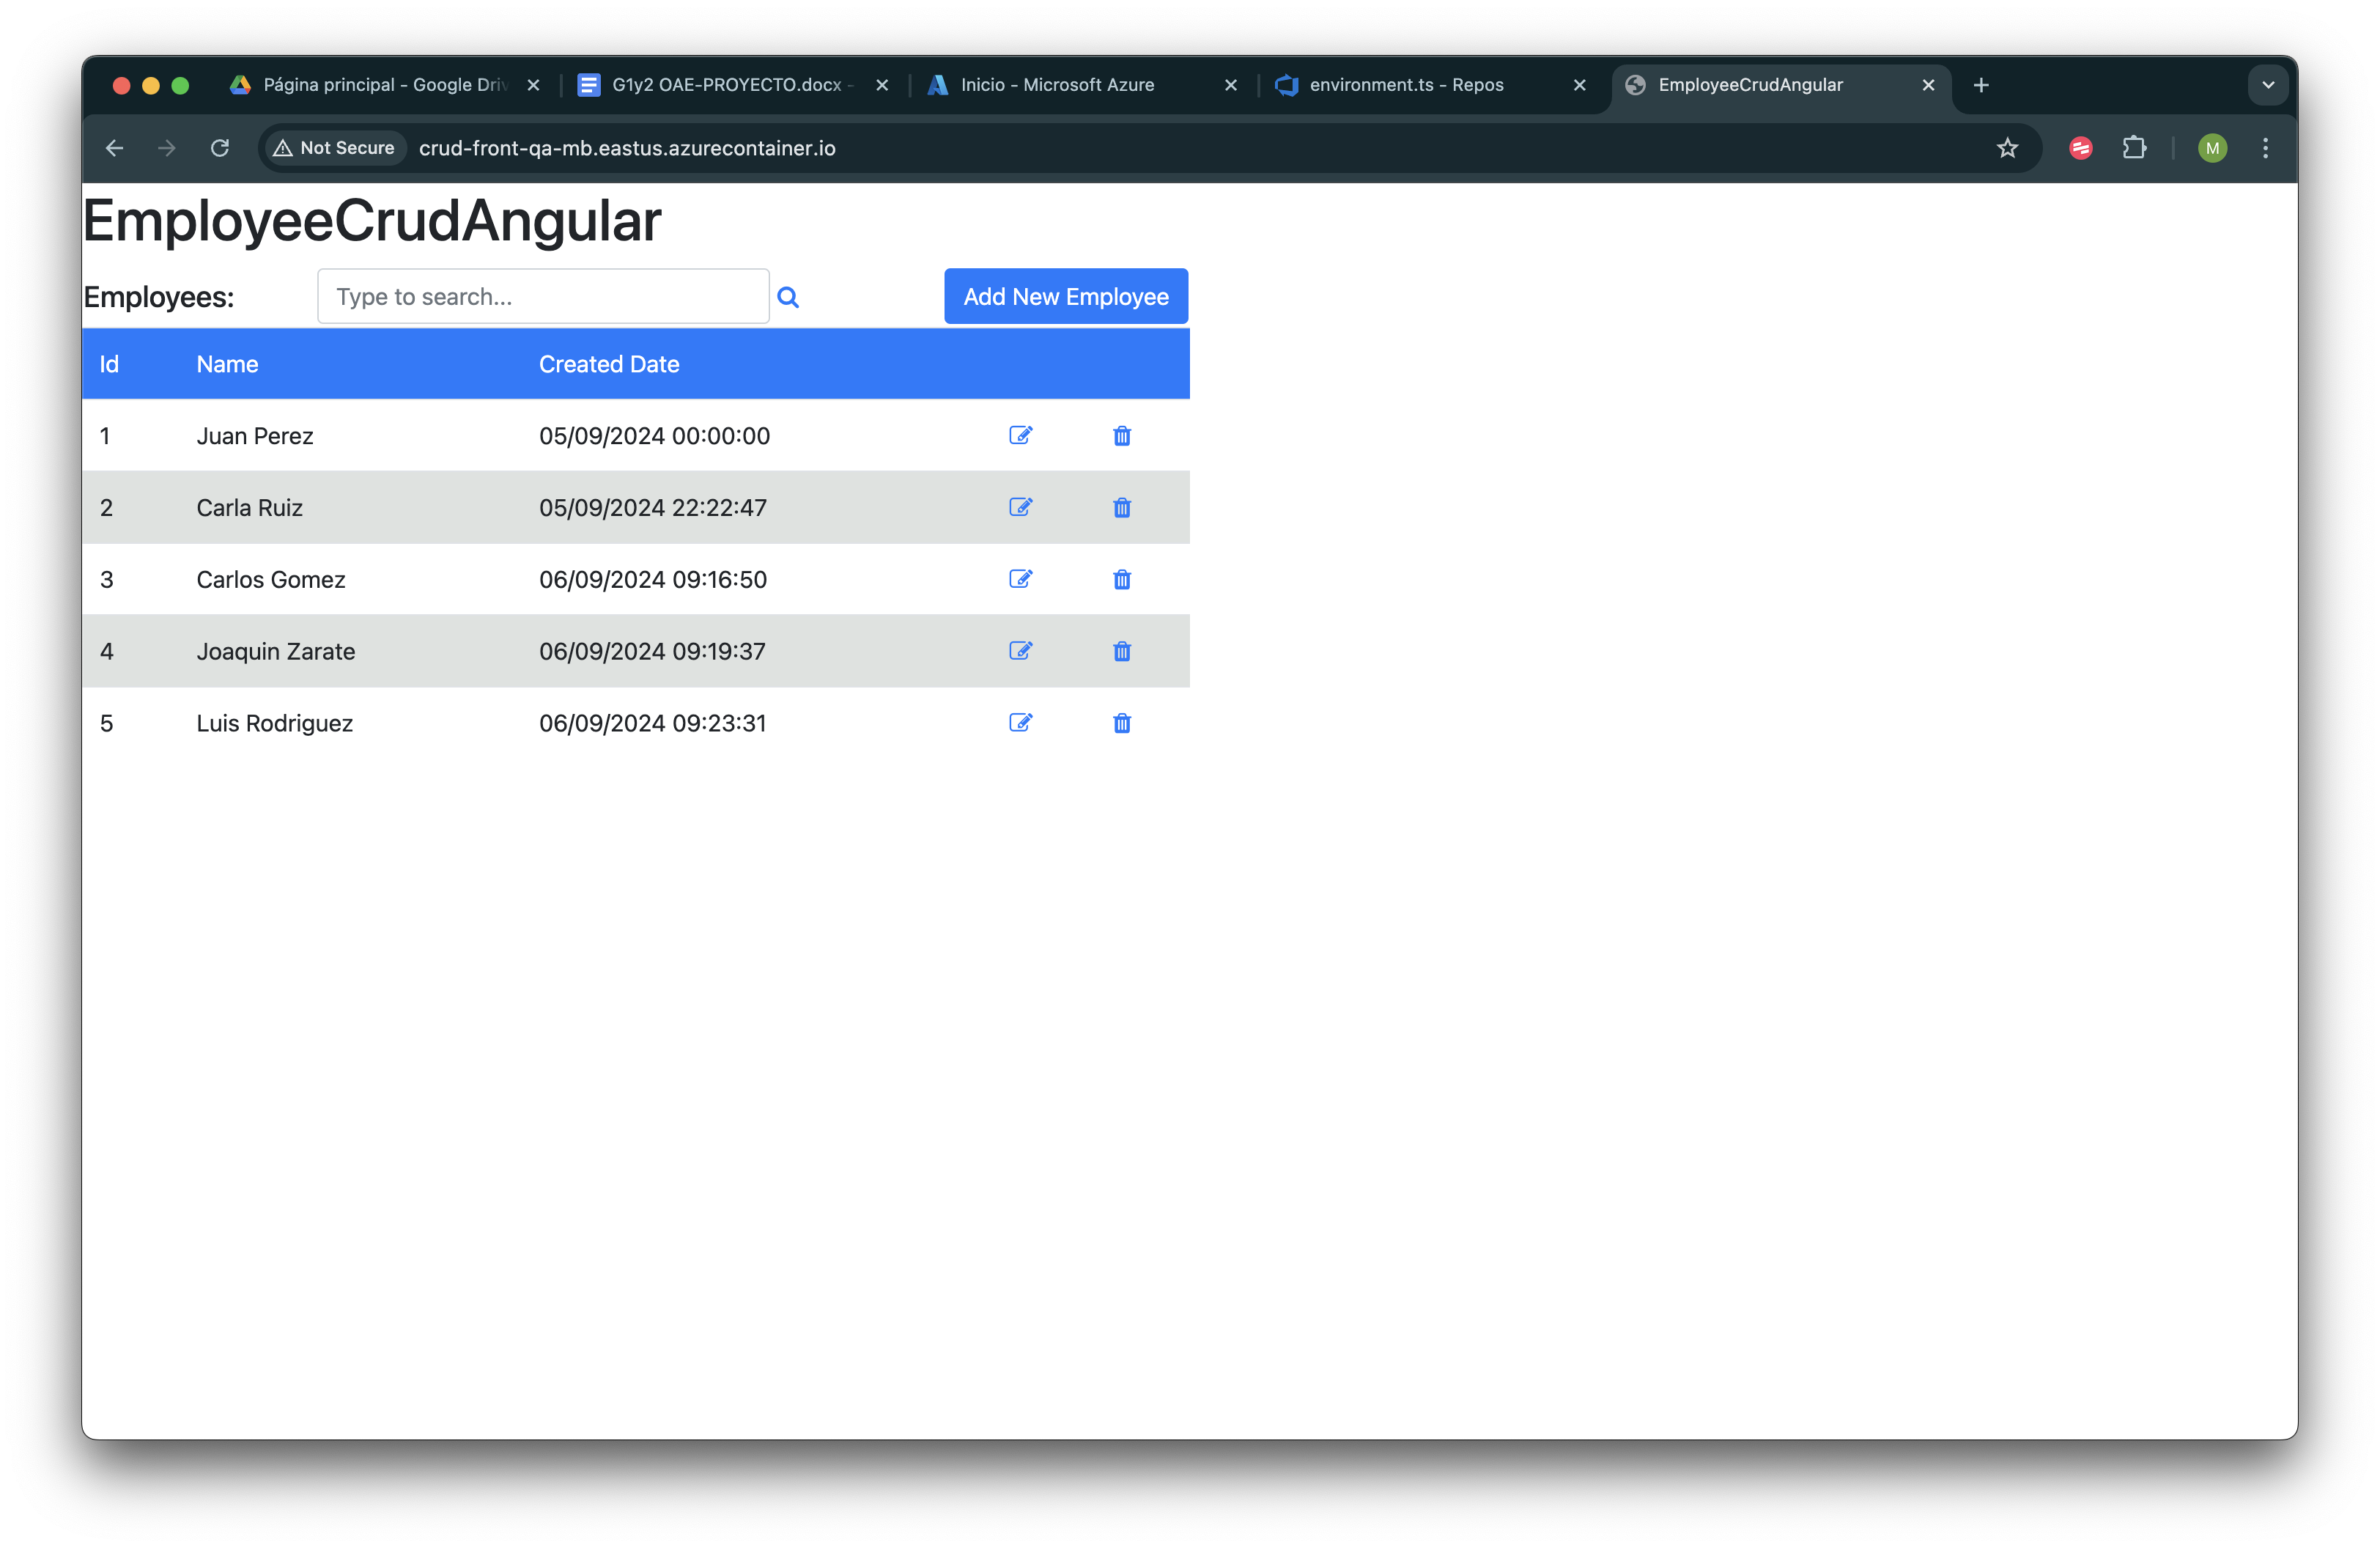 Página principal - Google Driv
G1y2 OAE-PROYECTO.docx -
Inicio - Microsoft Azure
environment.ts - Repos
EmployeeCrudAngular
Not Secure
crud-front-qa-mb.eastus.azurecontainer.io
M
EmployeeCrudAngular
Employees:
Type to search...
Add New Employee
Id Name Created Date
1 Juan Perez 05/09/2024 00:00:00
2 Carla Ruiz 05/09/2024 22:22:47
3 Carlos Gomez 06/09/2024 09:16:50
4 Joaquin Zarate 06/09/2024 09:19:37
5 Luis Rodriguez 06/09/2024 09:23:31